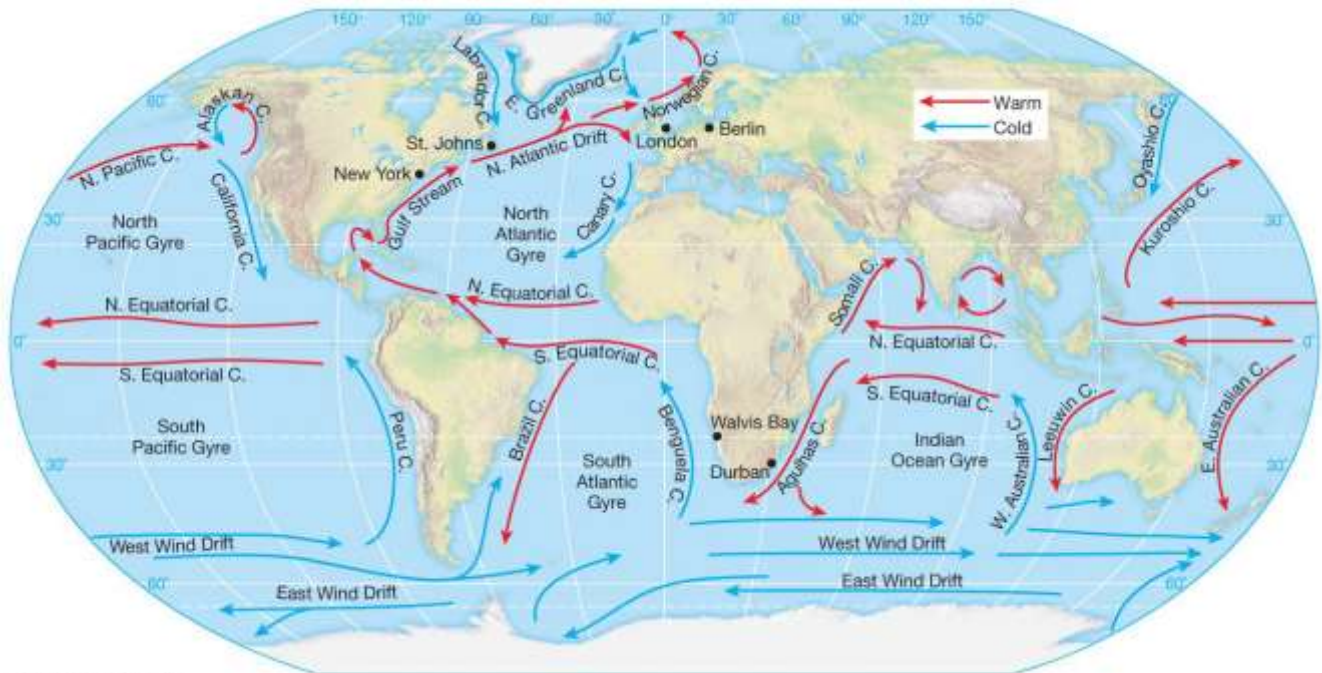 150° 120° 90° 60° 30° 0° 30° 60° 90° 120° 150°
Labrador C.
E. Greenland C.
Norwegian C.
Alaskan C.
60°
Warm
Cold
Oyashio C.
St. Johns
London
Berlin
N. Atlantic Drift
N. Pacific C.
New York
Gulf Stream
California C.
Canary C.
Kuroshio C.
30°
30°
North
Pacific Gyre
North
Atlantic
Gyre
Somali C.
N. Equatorial C.
N. Equatorial C.
N. Equatorial C.
0°
0°
S. Equatorial C.
S. Equatorial C.
S. Equatorial C.
Peru C.
Brazil C.
Benguela C.
Walvis Bay
Durban
Agulhas C.
W. Australian C.
Leeuwin C.
E. Australian C.
South
Pacific Gyre
South
Atlantic
Gyre
Indian
Ocean Gyre
30°
30°
West Wind Drift
West Wind Drift
60°
60°
East Wind Drift
East Wind Drift